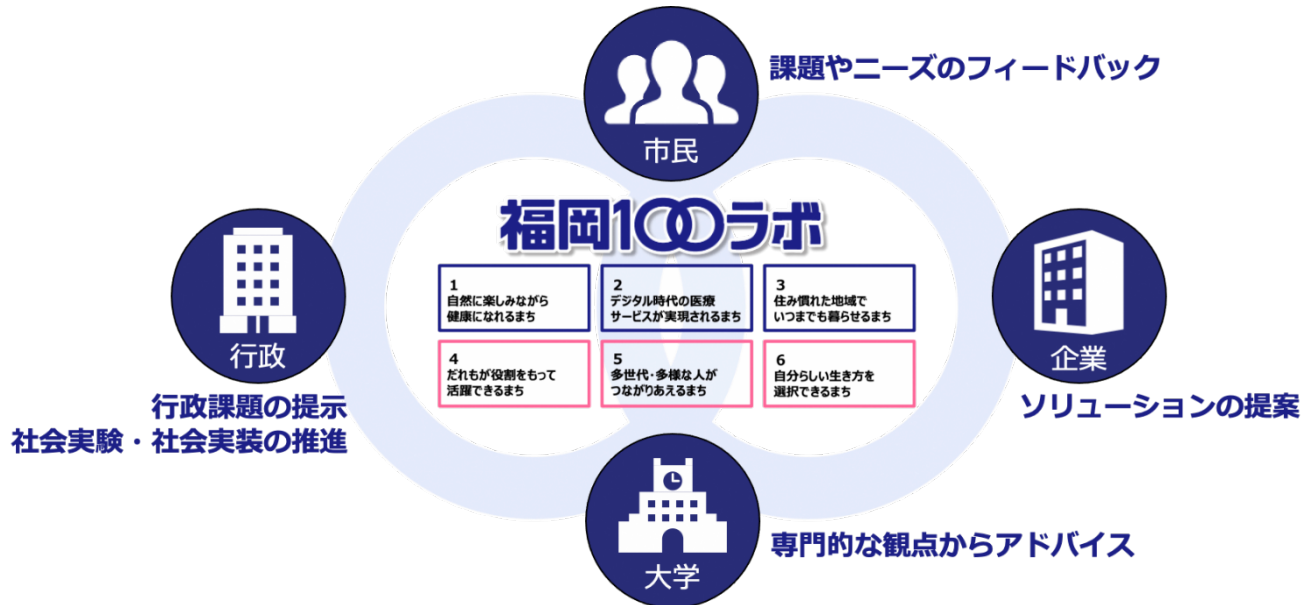 市民
課題やニーズのフィードバック
福岡100ラボ
1
自然に楽しみながら
健康になれるまち
2
デジタル時代の医療
サービスが実現されるまち
3
住み慣れた地域で
いつまでも暮らせるまち
4
だれもが役割をもって
活躍できるまち
5
多世代・多様な人が
つながりあえるまち
6
自分らしい生き方を
選択できるまち
行政
行政課題の提示
社会実験・社会実装の推進
企業
ソリューションの提案
大学
専門的な観点からアドバイス